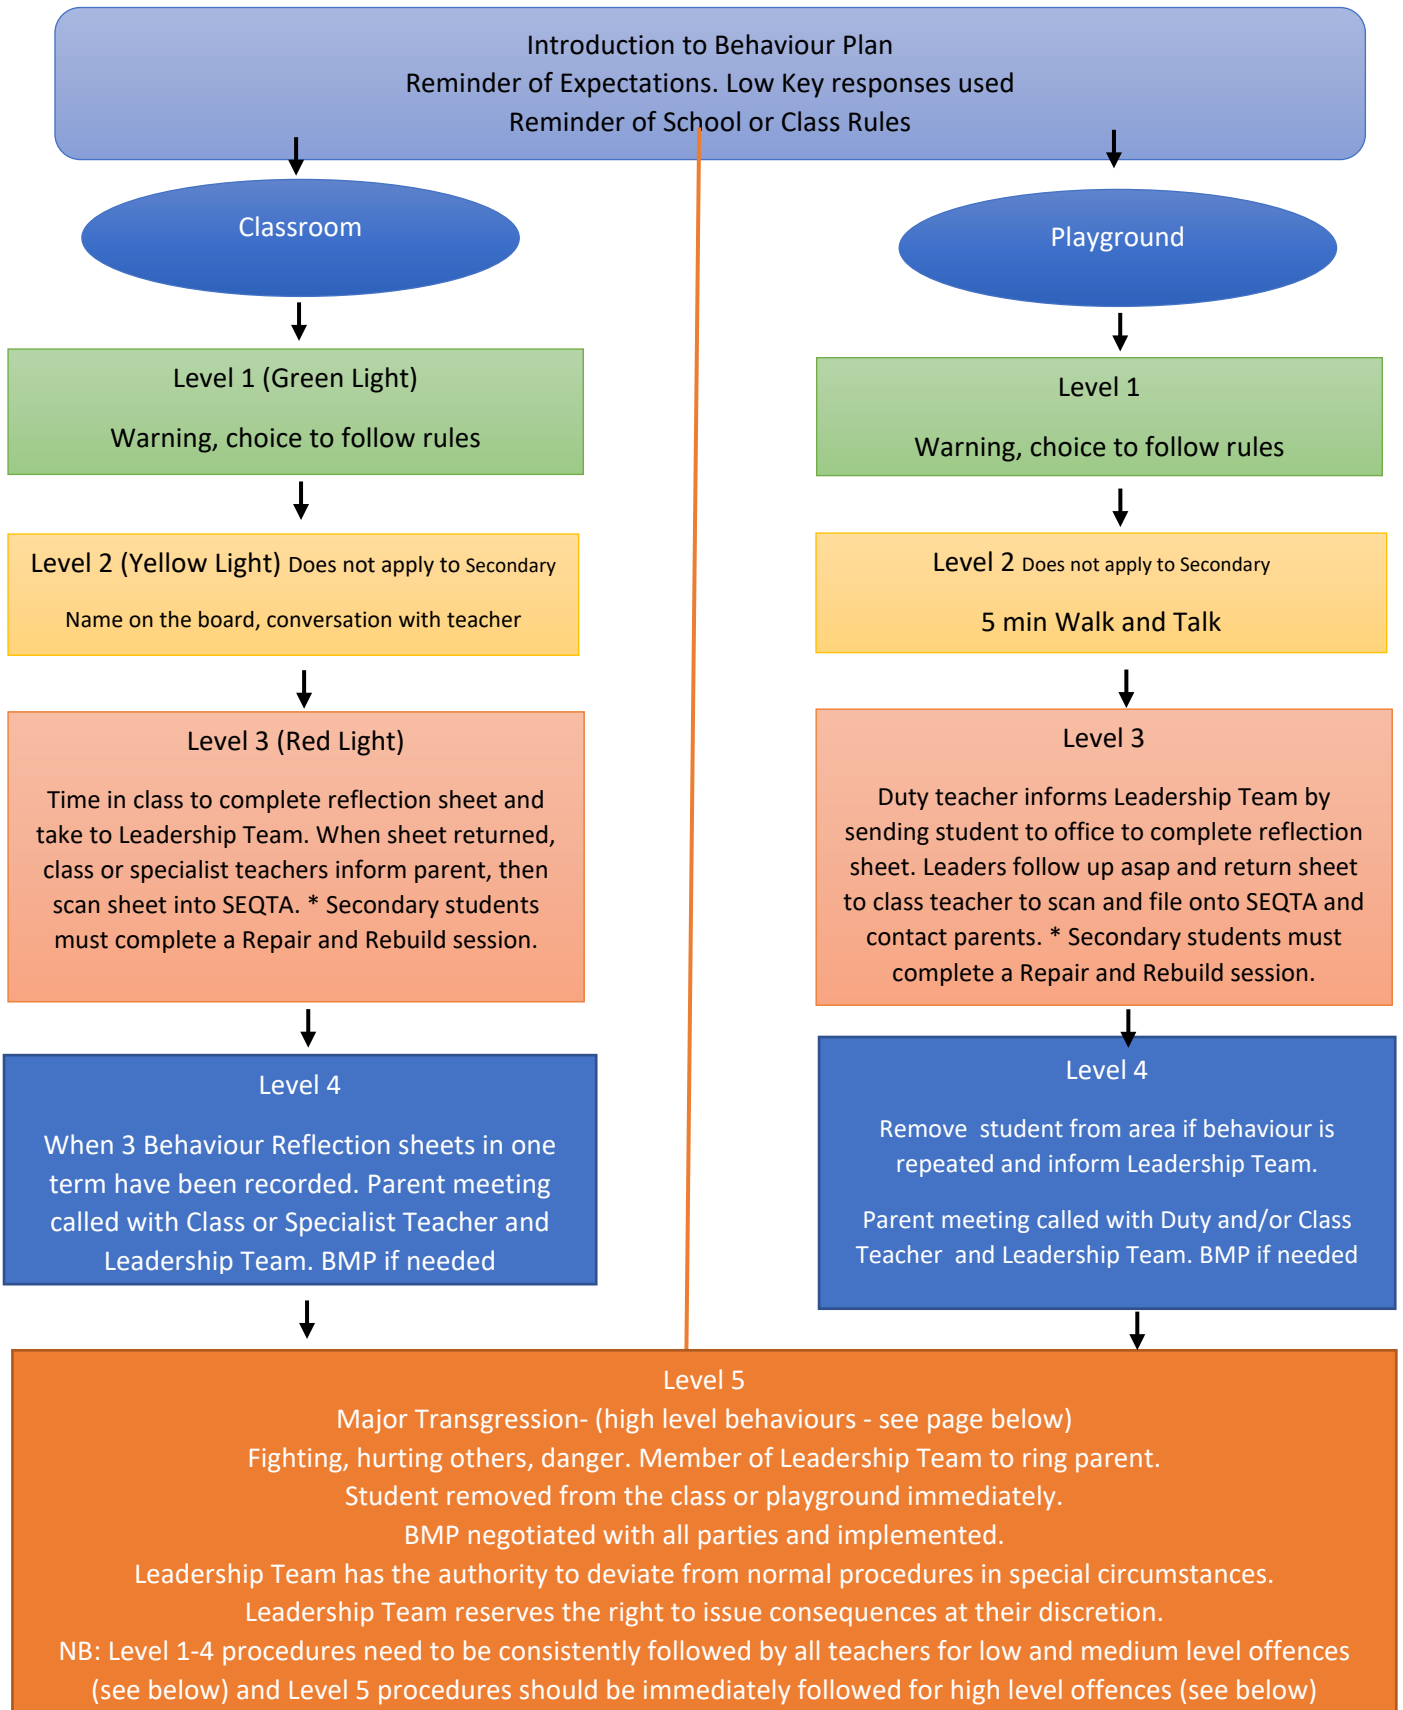 Introduction to Behaviour Plan
Reminder of Expectations. Low Key responses used
Reminder of School or Class Rules
Classroom
Level 1 (Green Light)
Warning, choice to follow rules
Level 2 (Yellow Light) Does not apply to Secondary
Name on the board, conversation with teacher
Level 3 (Red Light)
Time in class to complete reflection sheet and
take to Leadership Team. When sheet returned,
class or specialist teachers inform parent, then
scan sheet into SEQTA. * Secondary students
must complete a Repair and Rebuild session.
Level 4
When 3 Behaviour Reflection sheets in one
term have been recorded. Parent meeting
called with Class or Specialist Teacher and
Leadership Team. BMP if needed
Playground
Level 1
Warning, choice to follow rules
Level 2 Does not apply to Secondary
5 min Walk and Talk
Level 3
Duty teacher informs Leadership Team by
sending student to office to complete reflection
sheet. Leaders follow up asap and return sheet
to class teacher to scan and file onto SEQTA and
contact parents. * Secondary students must
complete a Repair and Rebuild session.
Level 4
Remove  student from area if behaviour is
repeated and inform Leadership Team.
Parent meeting called with Duty and/or Class
Teacher  and Leadership Team. BMP if needed
Level 5
Major Transgression- (high level behaviours - see page below)
Fighting, hurting others, danger. Member of Leadership Team to ring parent.
Student removed from the class or playground immediately.
BMP negotiated with all parties and implemented.
Leadership Team has the authority to deviate from normal procedures in special circumstances.
Leadership Team reserves the right to issue consequences at their discretion.
NB: Level 1-4 procedures need to be consistently followed by all teachers for low and medium level offences
(see below) and Level 5 procedures should be immediately followed for high level offences (see below)